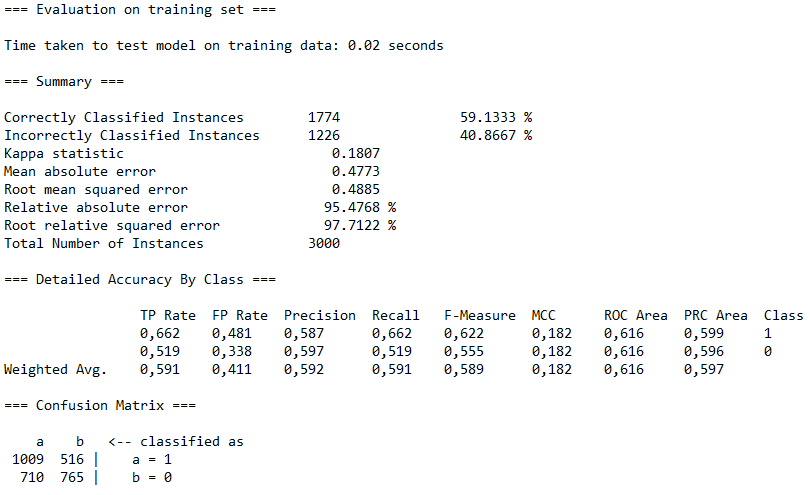 === Evaluation on training set ===
Time taken to test model on training data: 0.02 seconds
=== Summary ===
Correctly Classified Instances        1774               59.1333 %
Incorrectly Classified Instances      1226               40.8667 %
Kappa statistic                          0.1807
Mean absolute error                      0.4773
Root mean squared error                  0.4885
Relative absolute error                 95.4768 %
Root relative squared error             97.7122 %
Total Number of Instances             3000
=== Detailed Accuracy By Class ===
                 TP Rate  FP Rate  Precision  Recall   F-Measure  MCC      ROC Area  PRC Area  Class
                 0,662    0,481    0,587      0,662    0,622      0,182    0,616     0,599     1
                 0,519    0,338    0,597      0,519    0,555      0,182    0,616     0,596     0
Weighted Avg.    0,591    0,411    0,592      0,591    0,589      0,182    0,616     0,597
=== Confusion Matrix ===
    a    b   <-- classified as
 1009  516 |    a = 1
  710  765 |    b = 0